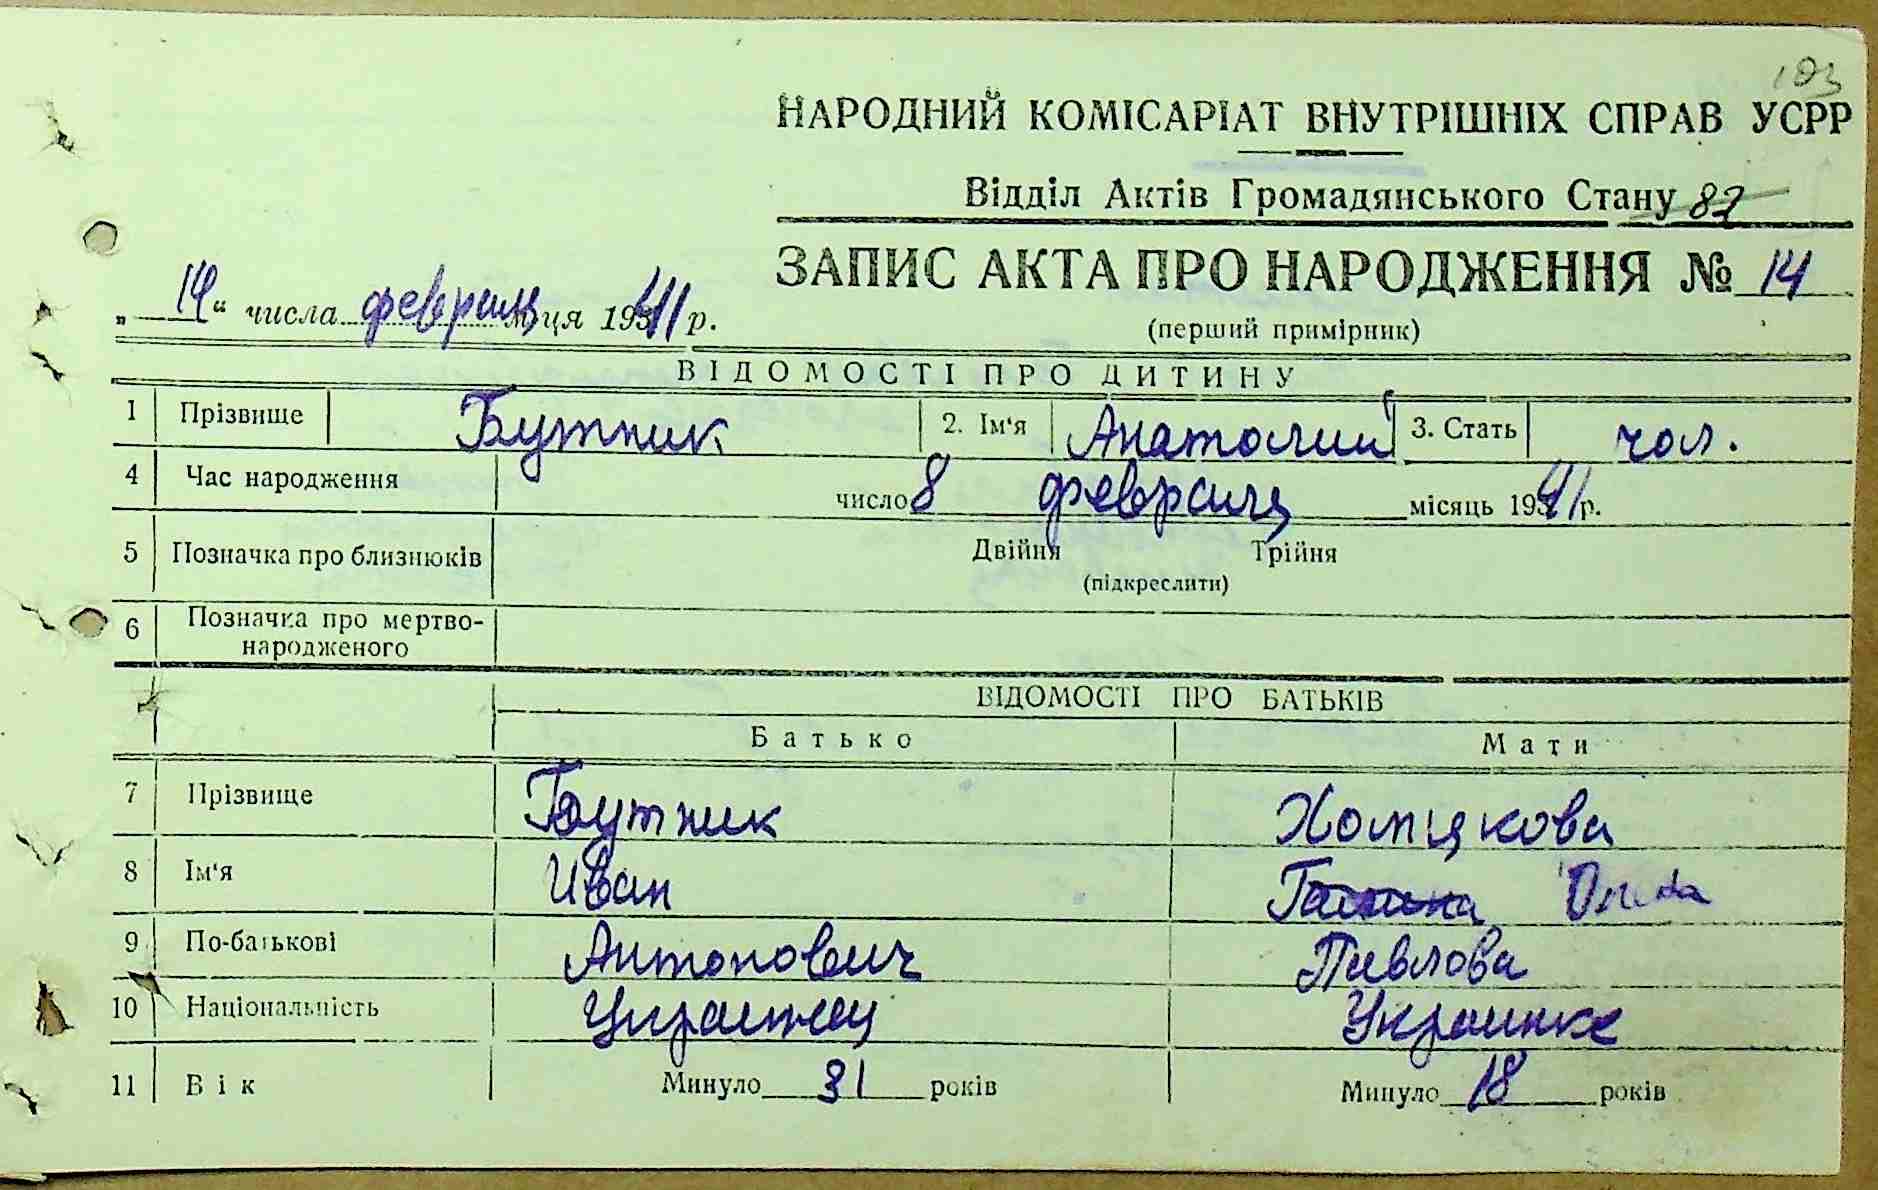 103
НАРОДНИЙ КОМІСАРІАТ ВНУТРІШНІХ СПРАВ УСРР
Відділ Актів Громадянського Стану 82
ЗАПИС АКТА ПРО НАРОДЖЕННЯ № 14
(перший примірник)
„14“ числа февраля м-ця 1941 р.
ВІДОМОСТІ ПРО ДИТИНУ
1 Прізвище Бутник 2. Ім'я Анатолий 3. Стать чол.
4 Час народження число 8 февраля місяць 1941 р.
5 Позначка про близнюків Двійня Трійня
(підкреслити)
6 Позначка про мертво-
народженого
ВІДОМОСТІ ПРО БАТЬКІВ
Батько Мати
7 Прізвище Бутник
8 Ім'я Иван Галина
9 По-батькові Антонович Павлова
10 Національність Украинец Украинка
11 Вік Минуло 31 років Минуло 18 років